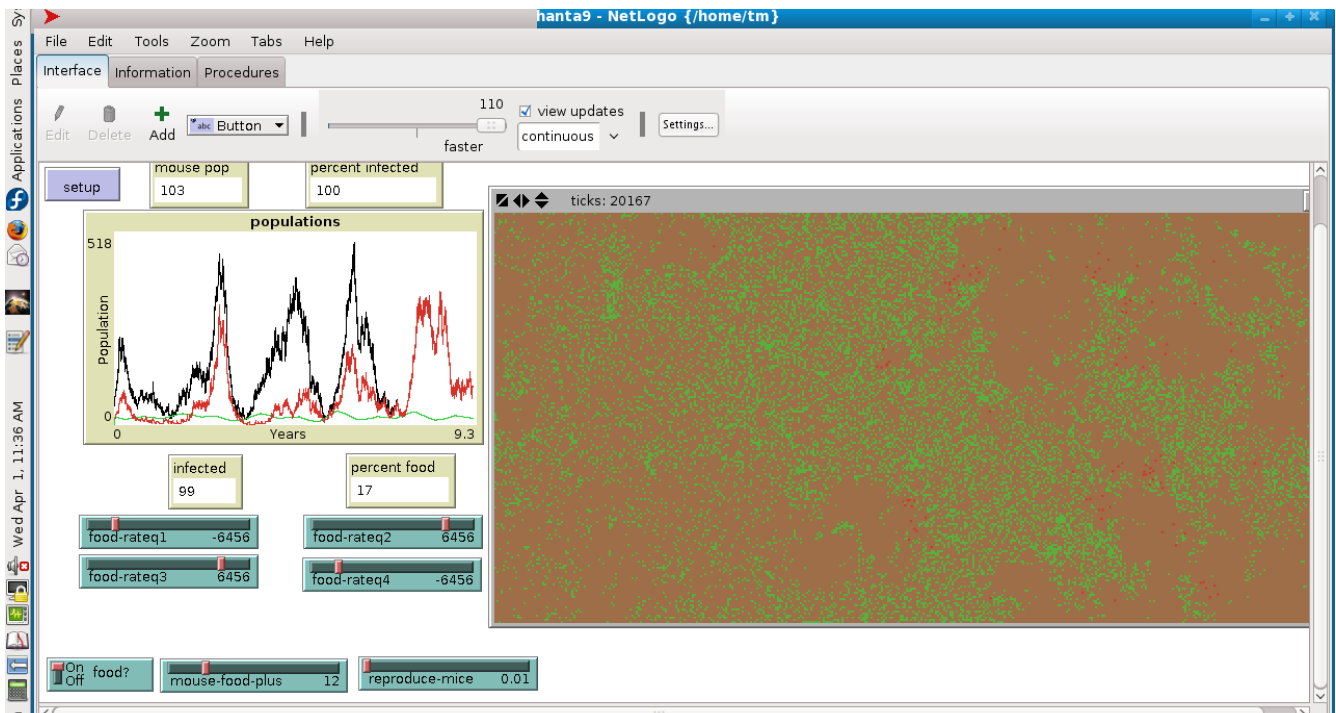 hanta9 - NetLogo {/home/tm}
File Edit Tools Zoom Tabs Help
Interface Information Procedures
Edit Delete Add abc Button
faster
110
view updates
continuous
Settings...
setup
mouse pop
103
percent infected
100
populations
518
Population
0
0 Years 9.3
ticks: 20167
infected
99
percent food
17
food-rateq1 -6456
food-rateq2 6456
food-rateq3 6456
food-rateq4 -6456
On
Off
food?
mouse-food-plus 12
reproduce-mice 0.01
Applications Places Sy
Wed Apr 1, 11:36 AM